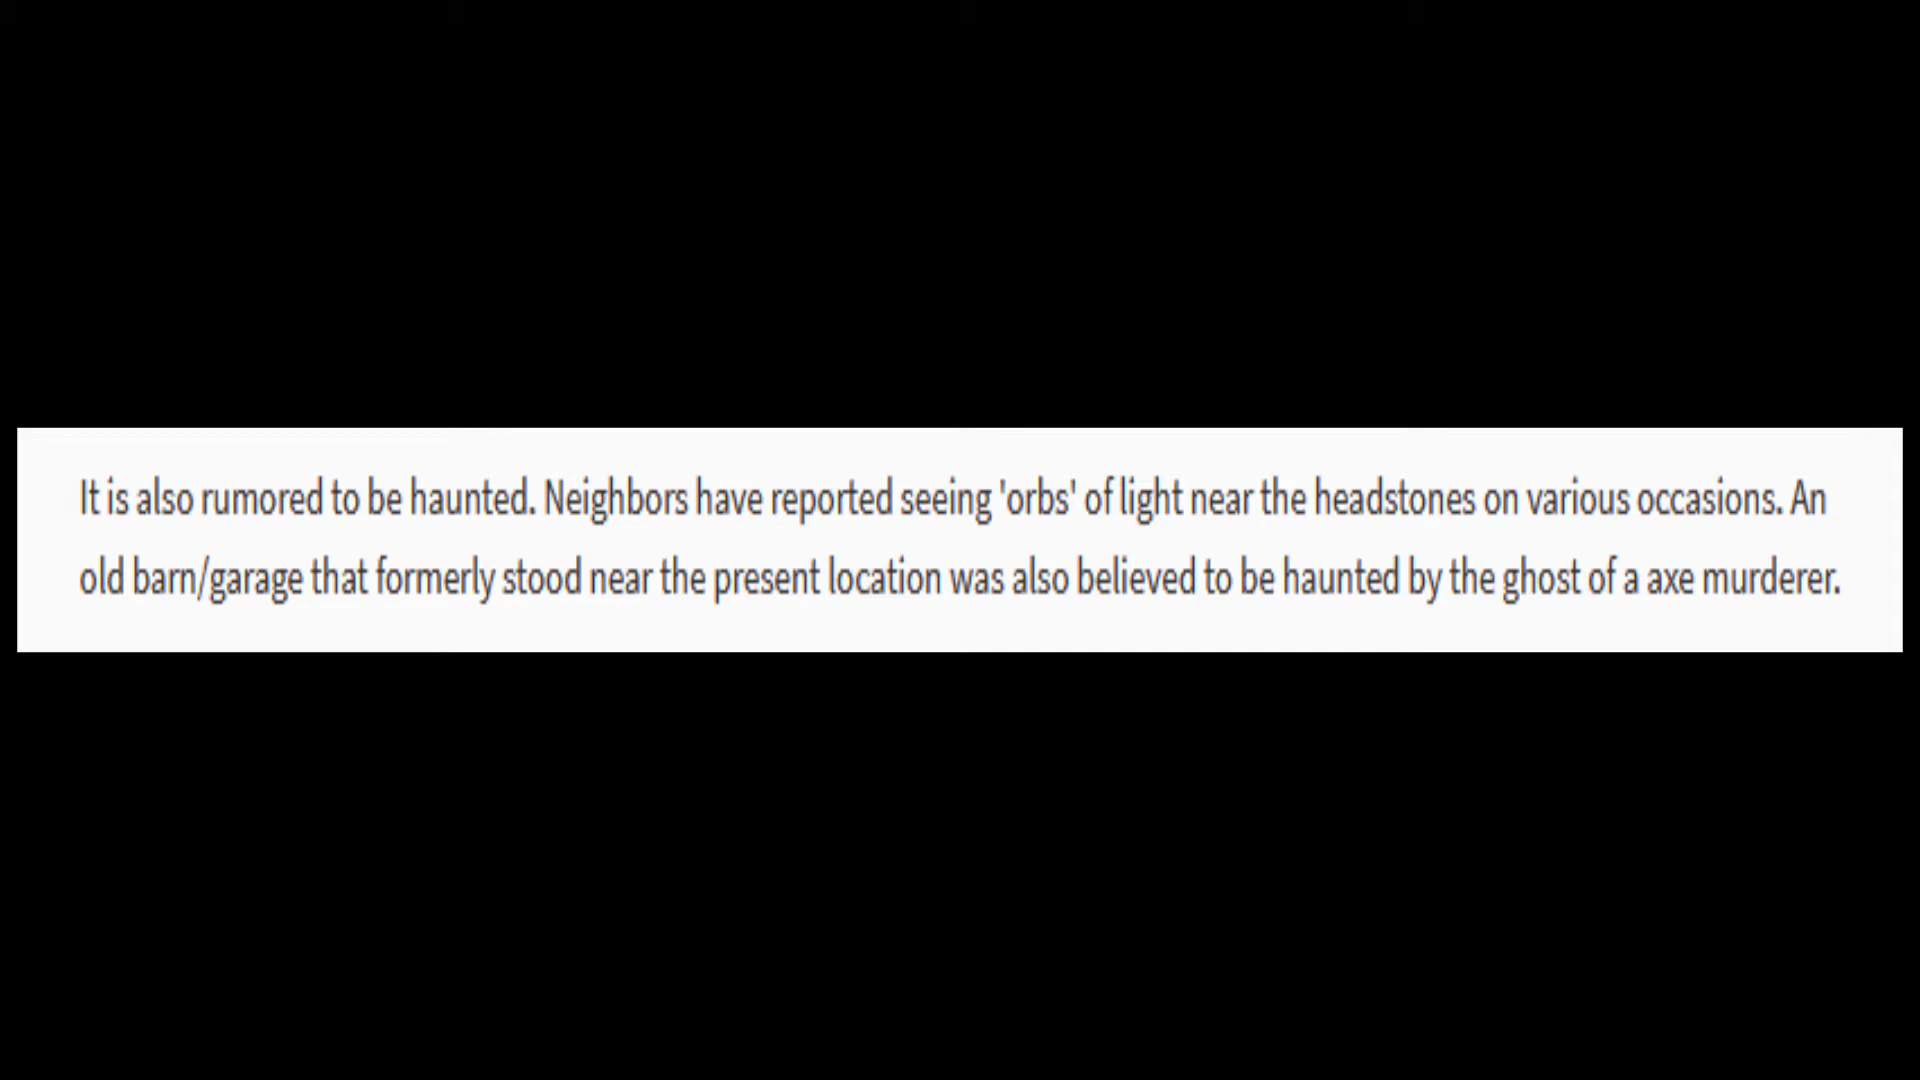 It is also rumored to be haunted. Neighbors have reported seeing 'orbs' of light near the headstones on various occasions. An
old barn/garage that formerly stood near the present location was also believed to be haunted by the ghost of a axe murderer.